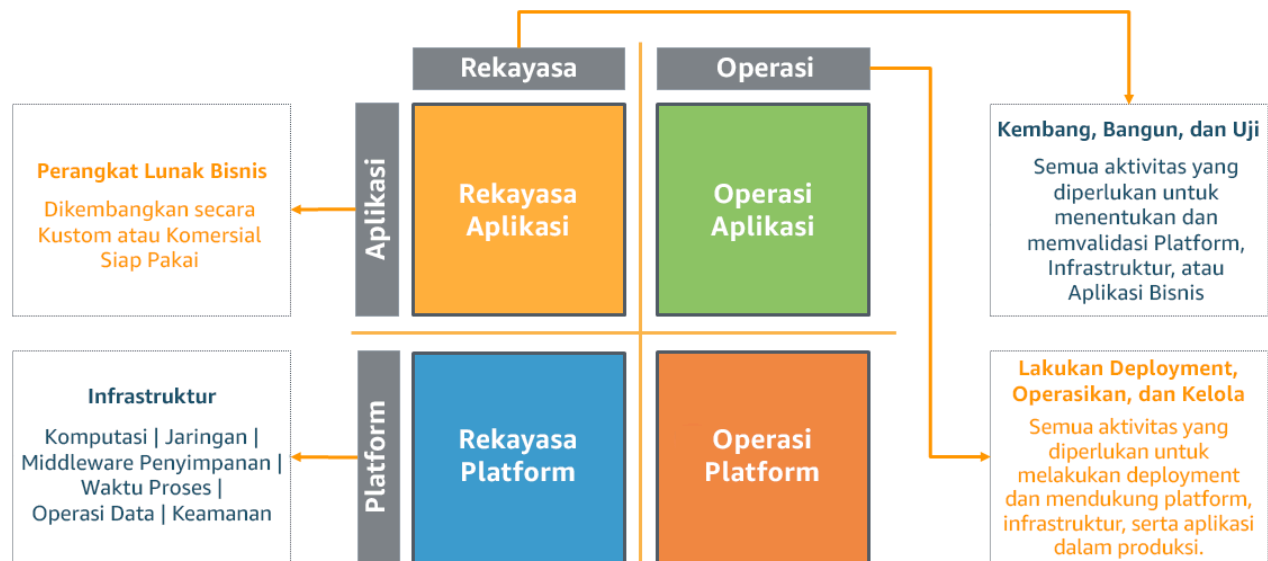 Rekayasa
Operasi
Perangkat Lunak Bisnis
Dikembangkan secara
Kustom atau Komersial
Siap Pakai
Aplikasi
Rekayasa
Aplikasi
Operasi
Aplikasi
Kembang, Bangun, dan Uji
Semua aktivitas yang
diperlukan untuk
menentukan dan
memvalidasi Platform,
Infrastruktur, atau
Aplikasi Bisnis
Infrastruktur
Komputasi | Jaringan |
Middleware Penyimpanan |
Waktu Proses |
Operasi Data | Keamanan
Platform
Rekayasa
Platform
Operasi
Platform
Lakukan Deployment,
Operasikan, dan Kelola
Semua aktivitas yang
diperlukan untuk
melakukan deployment
dan mendukung platform,
infrastruktur, serta aplikasi
dalam produksi.